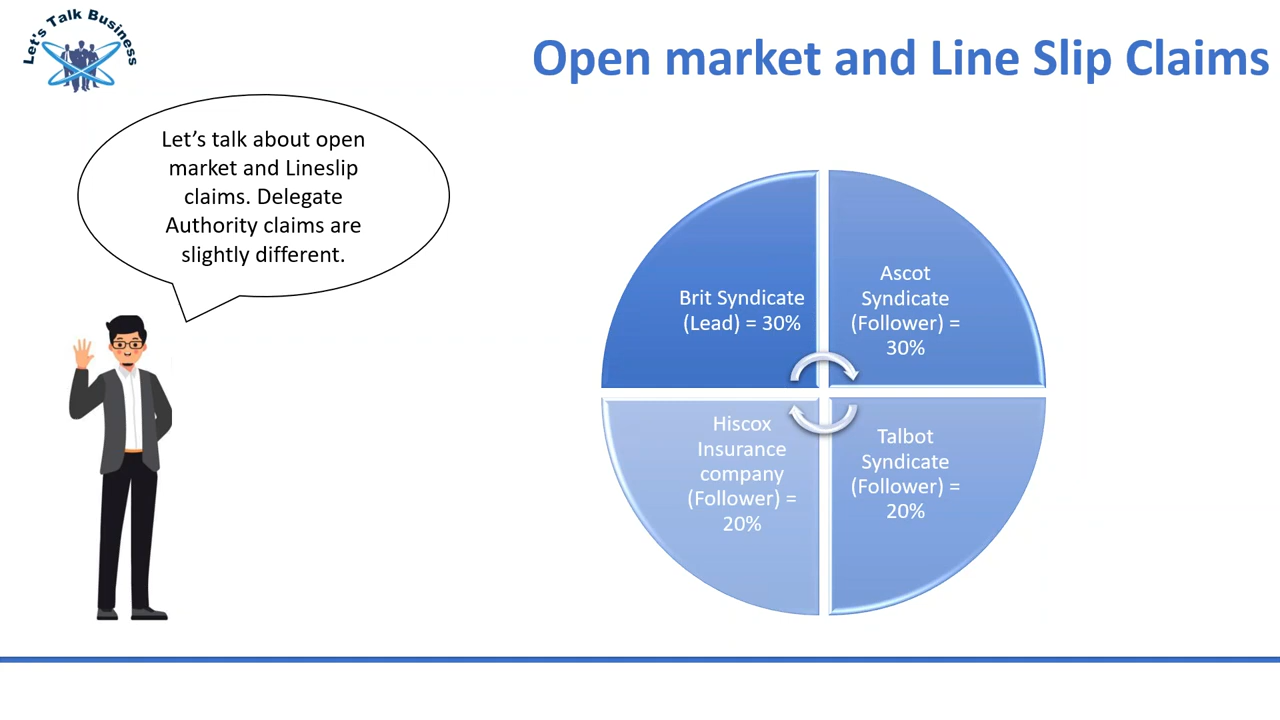 Let's Talk Business
Open market and Line Slip Claims
Let’s talk about open
market and Lineslip
claims. Delegate
Authority claims are
slightly different.
Brit Syndicate
(Lead) = 30%
Ascot
Syndicate
(Follower) =
30%
Hiscox
Insurance
company
(Follower) =
20%
Talbot
Syndicate
(Follower) =
20%